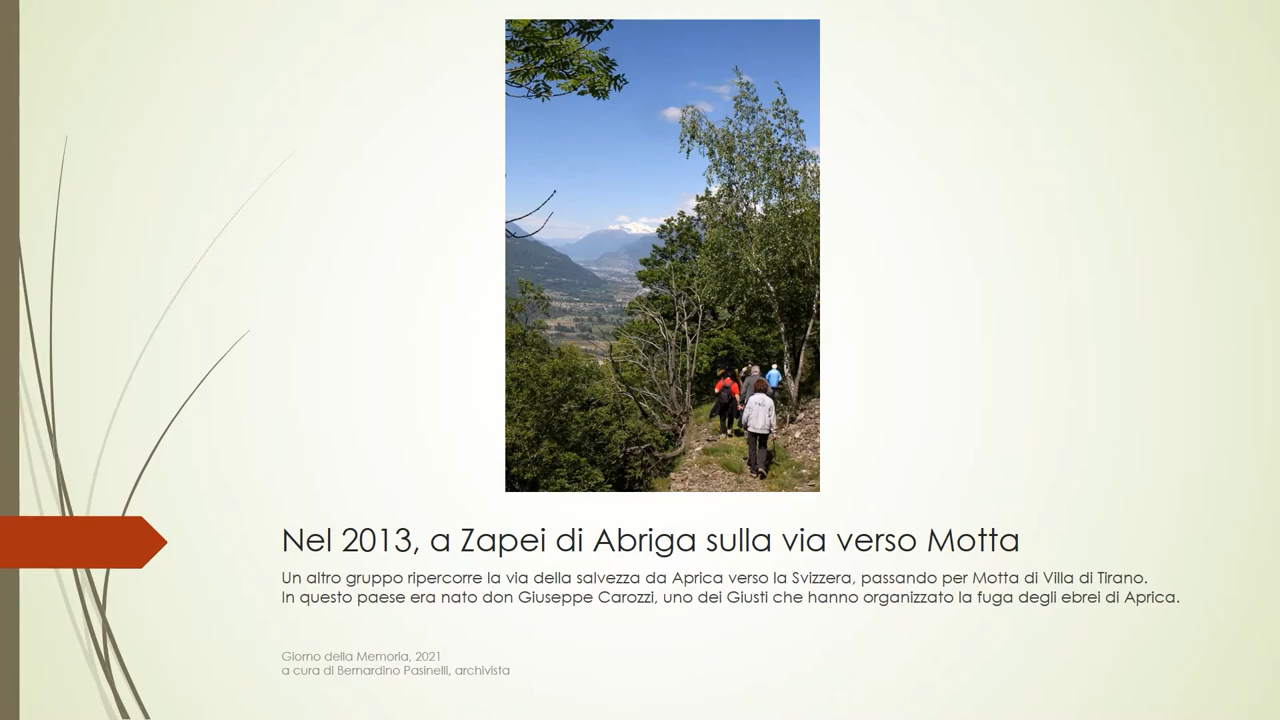 Nel 2013, a Zapei di Abriga sulla via verso Motta
Un altro gruppo ripercorre la via della salvezza da Aprica verso la Svizzera, passando per Motta di Villa di Tirano.
In questo paese era nato don Giuseppe Carozzi, uno dei Giusti che hanno organizzato la fuga degli ebrei di Aprica.
Giorno della Memoria, 2021
a cura di Bernardino Pasinelli, archivista